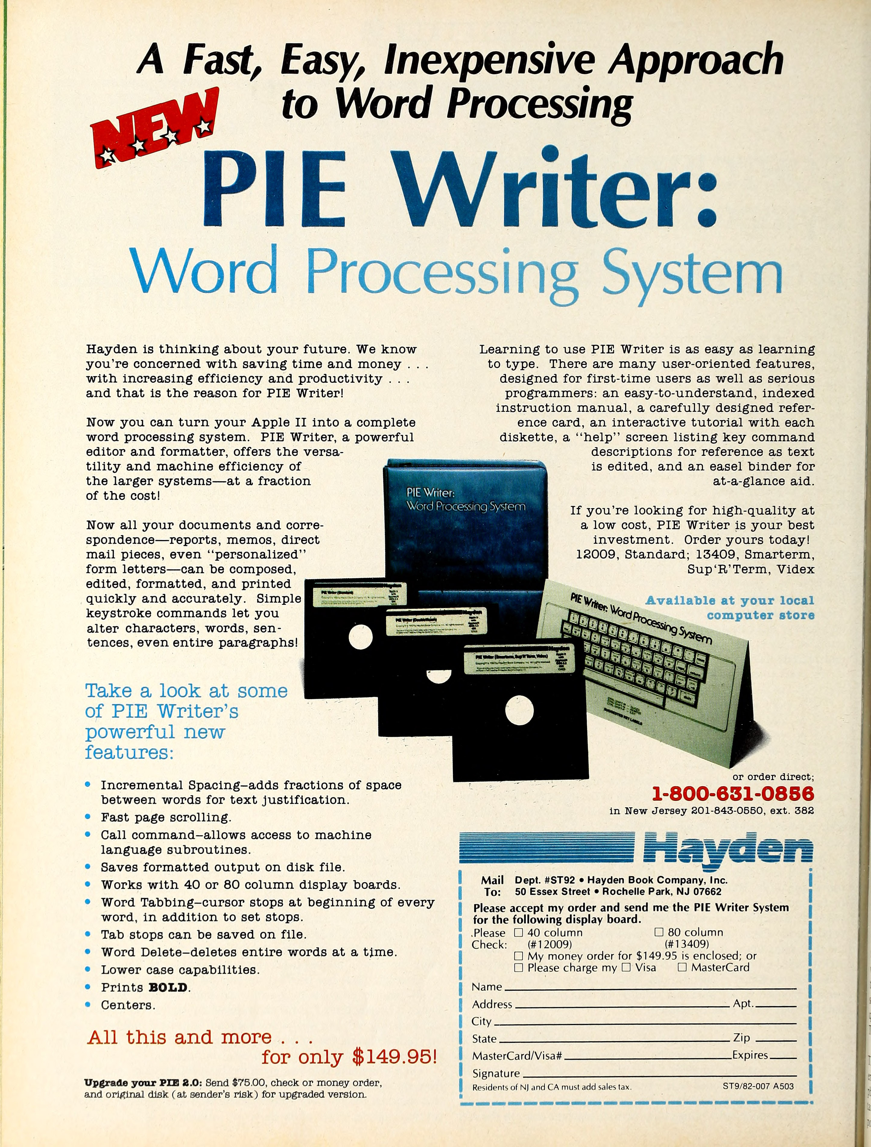 A Fast, Easy, Inexpensive Approach
to Word Processing
NEW
PIE Writer:
Word Processing System
Hayden is thinking about your future. We know
you're concerned with saving time and money . . .
with increasing efficiency and productivity . . .
and that is the reason for PIE Writer!
Now you can turn your Apple II into a complete
word processing system. PIE Writer, a powerful
editor and formatter, offers the versa-
tility and machine efficiency of
the larger systems—at a fraction
of the cost!
Now all your documents and corre-
spondence—reports, memos, direct
mail pieces, even "personalized"
form letters—can be composed,
edited, formatted, and printed
quickly and accurately. Simple
keystroke commands let you
alter characters, words, sen-
tences, even entire paragraphs!
Take a look at some
of PIE Writer's
powerful new
features:
• Incremental Spacing—adds fractions of space
between words for text justification.
• Fast page scrolling.
• Call command—allows access to machine
language subroutines.
• Saves formatted output on disk file.
• Works with 40 or 80 column display boards.
• Word Tabbing—cursor stops at beginning of every
word, in addition to set stops.
• Tab stops can be saved on file.
• Word Delete—deletes entire words at a time.
• Lower case capabilities.
• Prints BOLD.
• Centers.
All this and more . . .
for only $149.95!
Upgrade your PIE 2.0: Send $75.00, check or money order,
and original disk (at sender's risk) for upgraded version.
Learning to use PIE Writer is as easy as learning
to type. There are many user-oriented features,
designed for first-time users as well as serious
programmers: an easy-to-understand, indexed
instruction manual, a carefully designed refer-
ence card, an interactive tutorial with each
diskette, a "help" screen listing key command
descriptions for reference as text
is edited, and an easel binder for
at-a-glance aid.
If you're looking for high-quality at
a low cost, PIE Writer is your best
investment. Order yours today!
12009, Standard; 13409, Smarterm,
Sup'R'Term, Videx
Available at your local
computer store
PIE Writer:
Word Processing System
PIE Writer (Standard)
PIE Writer (Smarterm, Sup'R'Term, Videx)
PIE Writer: Word Processing System
or order direct;
1-800-631-0856
in New Jersey 201-843-0550, ext. 382
Hayden
Mail Dept. #ST92 • Hayden Book Company, Inc.
To: 50 Essex Street • Rochelle Park, NJ 07662
Please accept my order and send me the PIE Writer System
for the following display board.
.Please □ 40 column □ 80 column
Check: (#12009) (#13409)
□ My money order for $149.95 is enclosed; or
□ Please charge my □ Visa □ MasterCard
Name
Address Apt.
City
State Zip
MasterCard/Visa# Expires
Signature
Residents of NJ and CA must add sales tax. ST9/82-007 A503